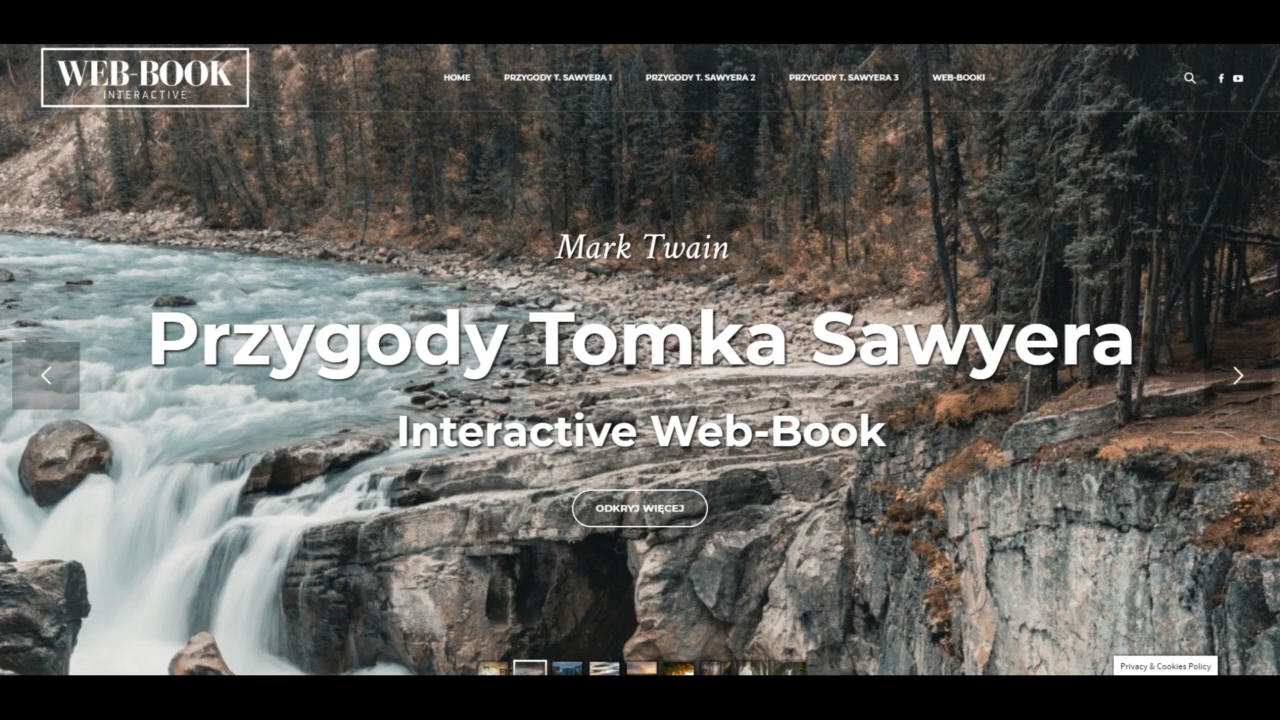 WEB-BOOK
INTERACTIVE
HOME
PRZYGODY T. SAWYERA 1
PRZYGODY T. SAWYERA 2
PRZYGODY T. SAWYERA 3
WEB-BOOKI
Mark Twain
Przygody Tomka Sawyera
Interactive Web-Book
ODKRYJ WIĘCEJ
Privacy & Cookies Policy